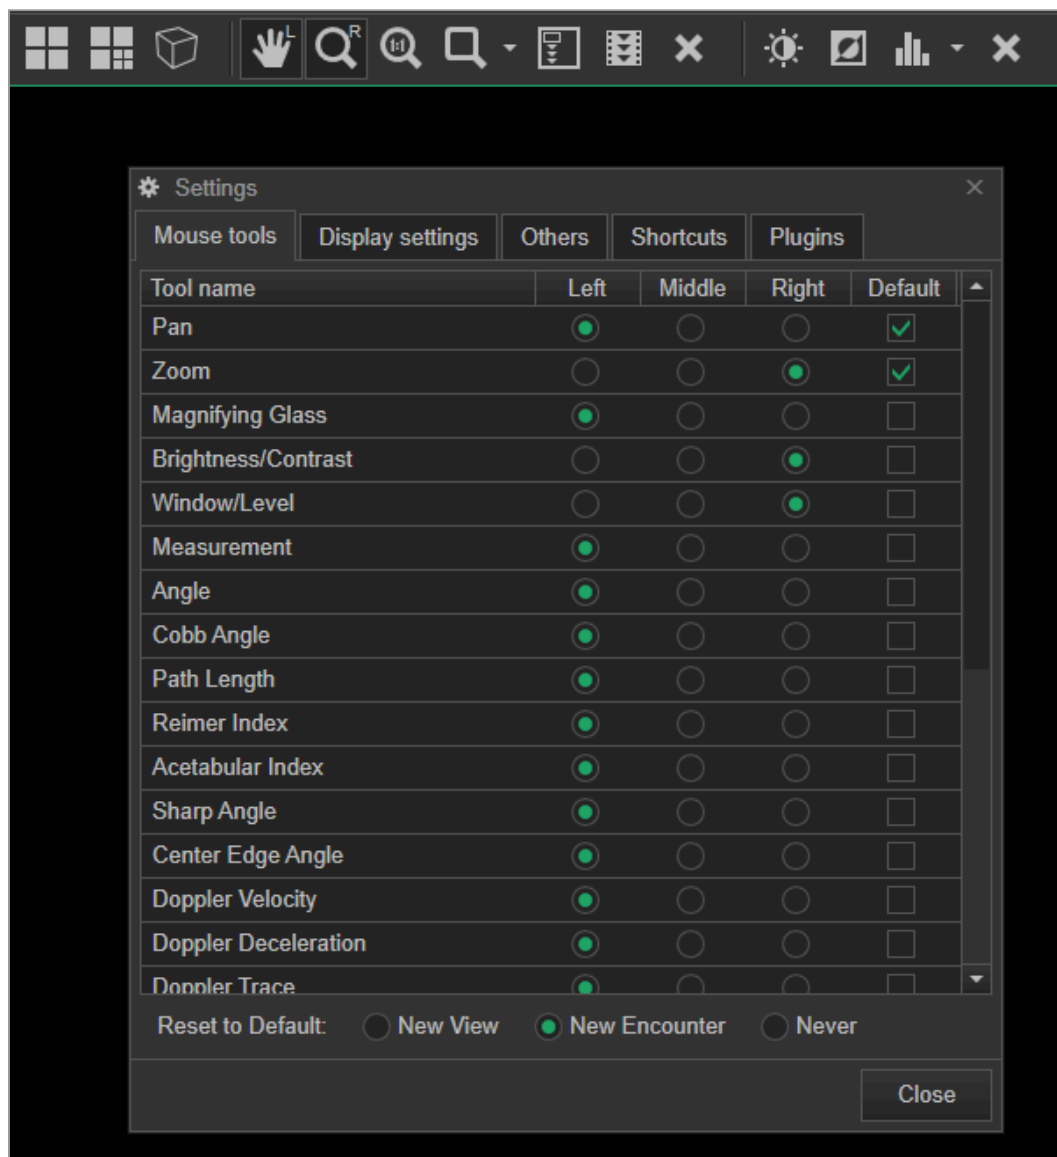 L R 1:1
Settings
Mouse tools Display settings Others Shortcuts Plugins
Tool name Left Middle Right Default
Pan
Zoom
Magnifying Glass
Brightness/Contrast
Window/Level
Measurement
Angle
Cobb Angle
Path Length
Reimer Index
Acetabular Index
Sharp Angle
Center Edge Angle
Doppler Velocity
Doppler Deceleration
Doppler Trace
Reset to Default: New View New Encounter Never
Close